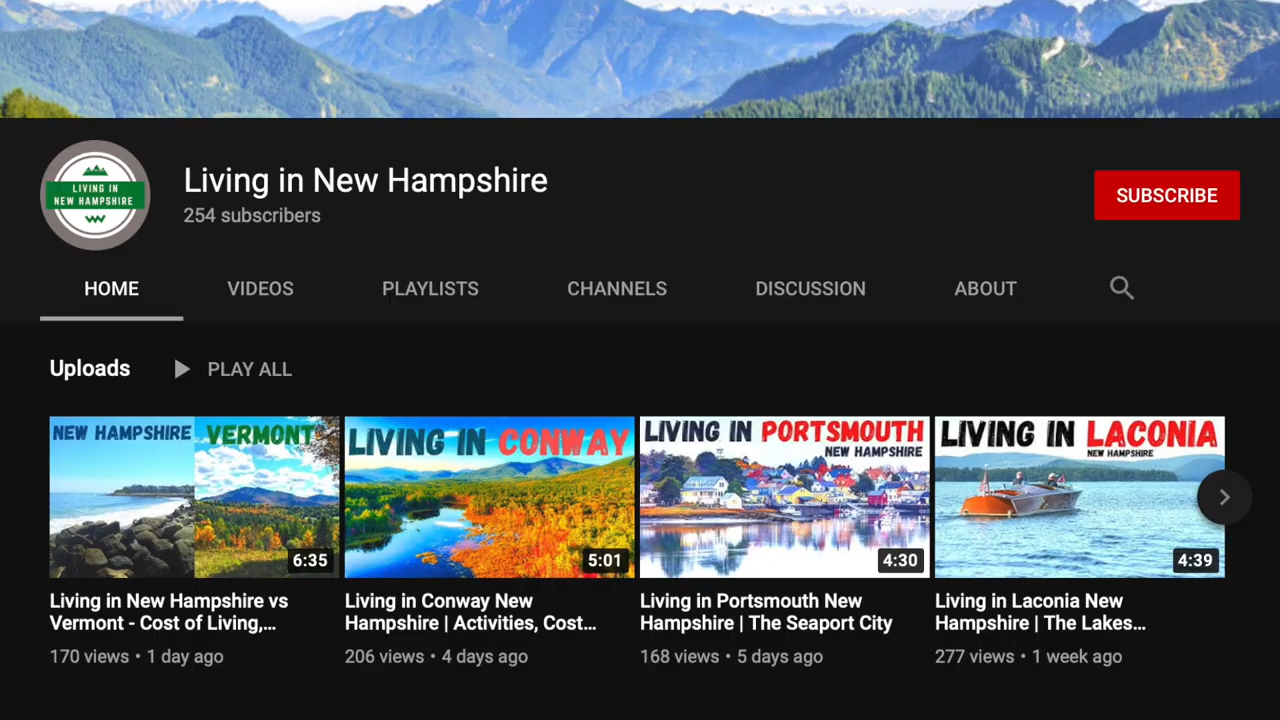 LIVING IN
NEW HAMPSHIRE
Living in New Hampshire
254 subscribers
SUBSCRIBE
HOME VIDEOS PLAYLISTS CHANNELS DISCUSSION ABOUT
Uploads PLAY ALL
NEW HAMPSHIRE VERMONT
6:35
Living in New Hampshire vs
Vermont - Cost of Living,...
170 views • 1 day ago
LIVING IN CONWAY
5:01
Living in Conway New
Hampshire | Activities, Cost...
206 views • 4 days ago
LIVING IN PORTSMOUTH
NEW HAMPSHIRE
4:30
Living in Portsmouth New
Hampshire | The Seaport City
168 views • 5 days ago
LIVING IN LACONIA
NEW HAMPSHIRE
4:39
Living in Laconia New
Hampshire | The Lakes...
277 views • 1 week ago